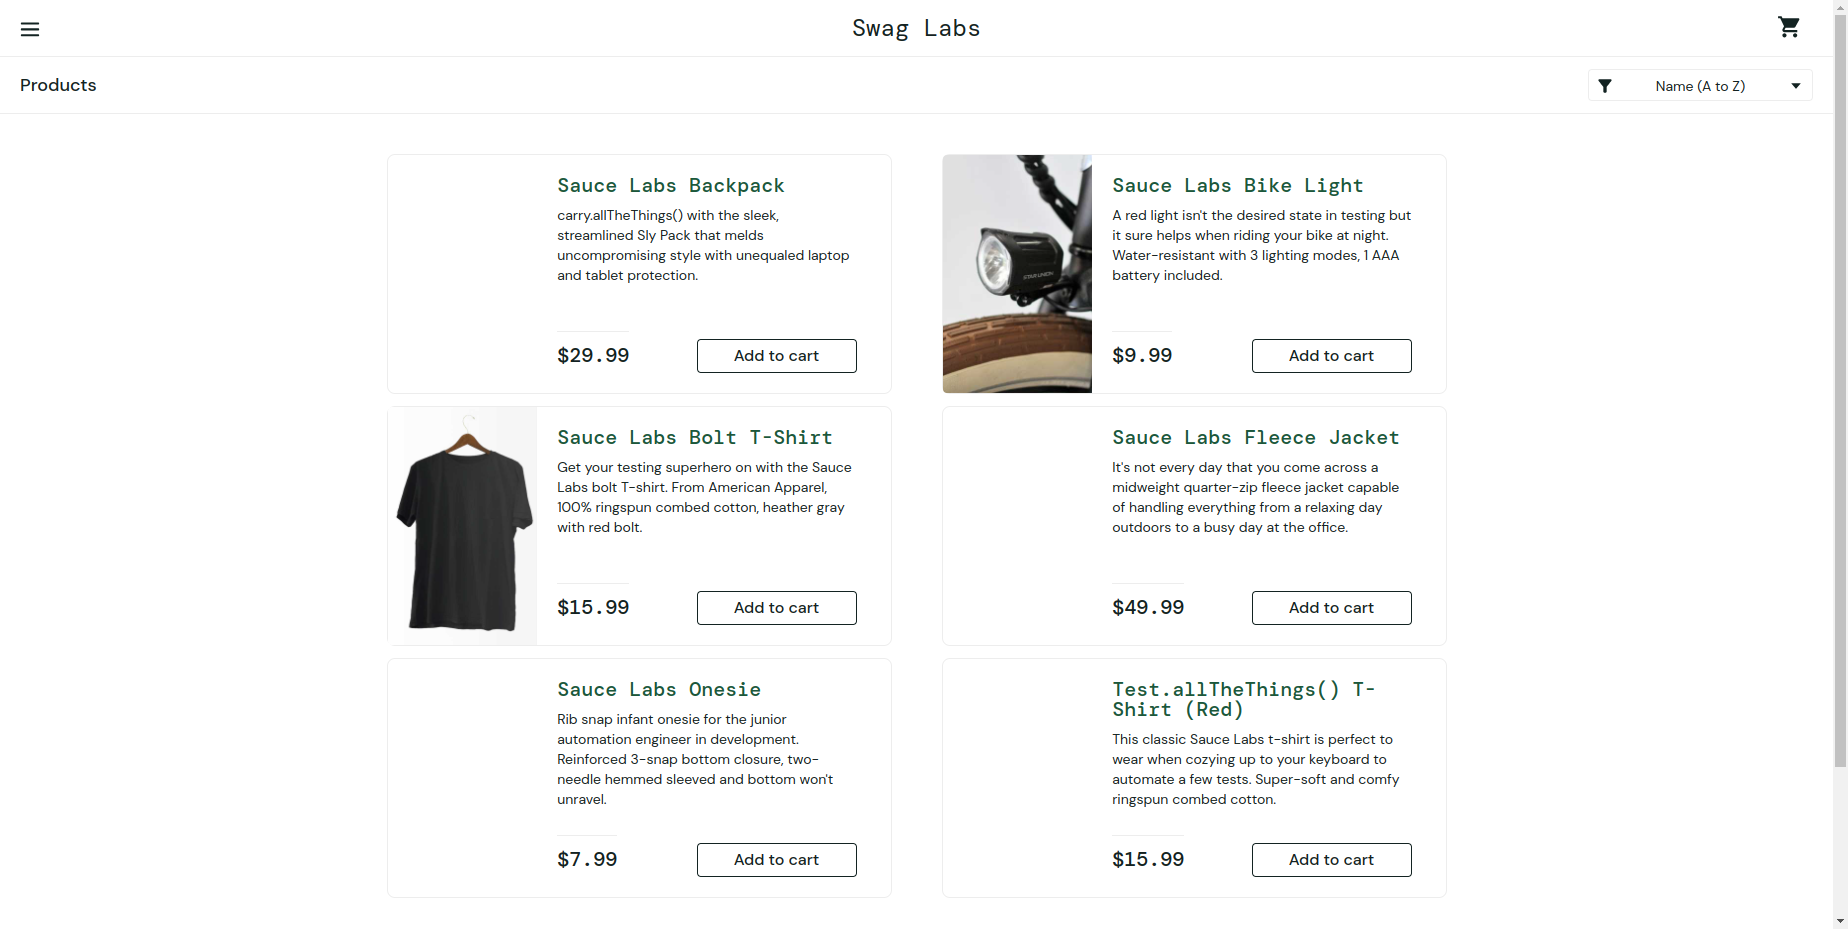 Swag Labs
Products
Name (A to Z)
Sauce Labs Backpack
carry.allTheThings() with the sleek,
streamlined Sly Pack that melds
uncompromising style with unequaled laptop
and tablet protection.
$29.99
Add to cart
Sauce Labs Bike Light
A red light isn't the desired state in testing but
it sure helps when riding your bike at night.
Water-resistant with 3 lighting modes, 1 AAA
battery included.
STAR UNION
$9.99
Add to cart
Sauce Labs Bolt T-Shirt
Get your testing superhero on with the Sauce
Labs bolt T-shirt. From American Apparel,
100% ringspun combed cotton, heather gray
with red bolt.
$15.99
Add to cart
Sauce Labs Fleece Jacket
It's not every day that you come across a
midweight quarter-zip fleece jacket capable
of handling everything from a relaxing day
outdoors to a busy day at the office.
$49.99
Add to cart
Sauce Labs Onesie
Rib snap infant onesie for the junior
automation engineer in development.
Reinforced 3-snap bottom closure, two-
needle hemmed sleeved and bottom won't
unravel.
$7.99
Add to cart
Test.allTheThings() T-
Shirt (Red)
This classic Sauce Labs t-shirt is perfect to
wear when cozying up to your keyboard to
automate a few tests. Super-soft and comfy
ringspun combed cotton.
$15.99
Add to cart